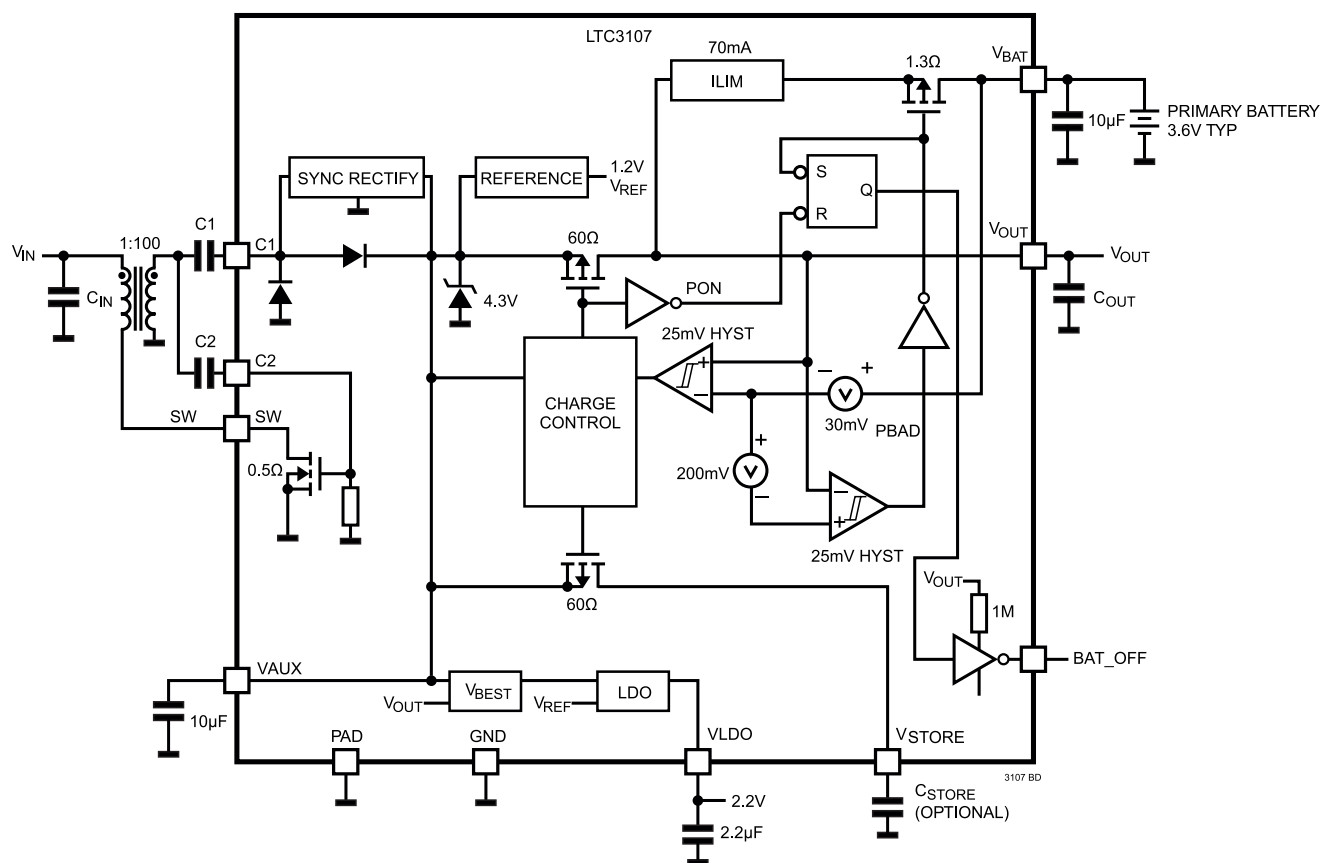 LTC3107
70mA
ILIM
1.3Ω
VBAT
10µF
PRIMARY BATTERY
3.6V TYP
SYNC RECTIFY
REFERENCE
1.2V
VREF
S
R
Q
C1
C1
1:100
VIN
CIN
60Ω
4.3V
PON
VOUT
VOUT
COUT
25mV HYST
C2
C2
+
−
−
+
30mV
V
PBAD
CHARGE
CONTROL
SW
SW
0.5Ω
+
200mV
V
−
−
+
25mV HYST
60Ω
VOUT
1M
BAT_OFF
VAUX
10µF
VOUT
VBEST
VREF
LDO
PAD
GND
VLDO
VSTORE
3107 BD
2.2V
2.2µF
CSTORE
(OPTIONAL)